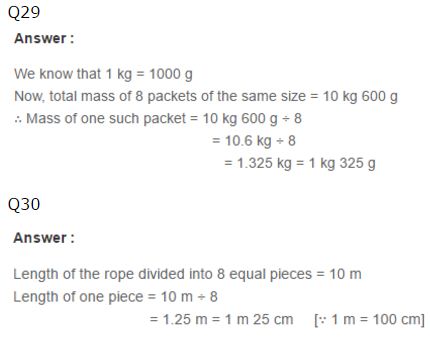 Q29
Answer :
We know that 1 kg = 1000 g
Now, total mass of 8 packets of the same size = 10 kg 600 g
∴ Mass of one such packet = 10 kg 600 g ÷ 8
= 10.6 kg ÷ 8
= 1.325 kg = 1 kg 325 g
Q30
Answer :
Length of the rope divided into 8 equal pieces = 10 m
Length of one piece = 10 m ÷ 8
= 1.25 m = 1 m 25 cm [∵ 1 m = 100 cm]